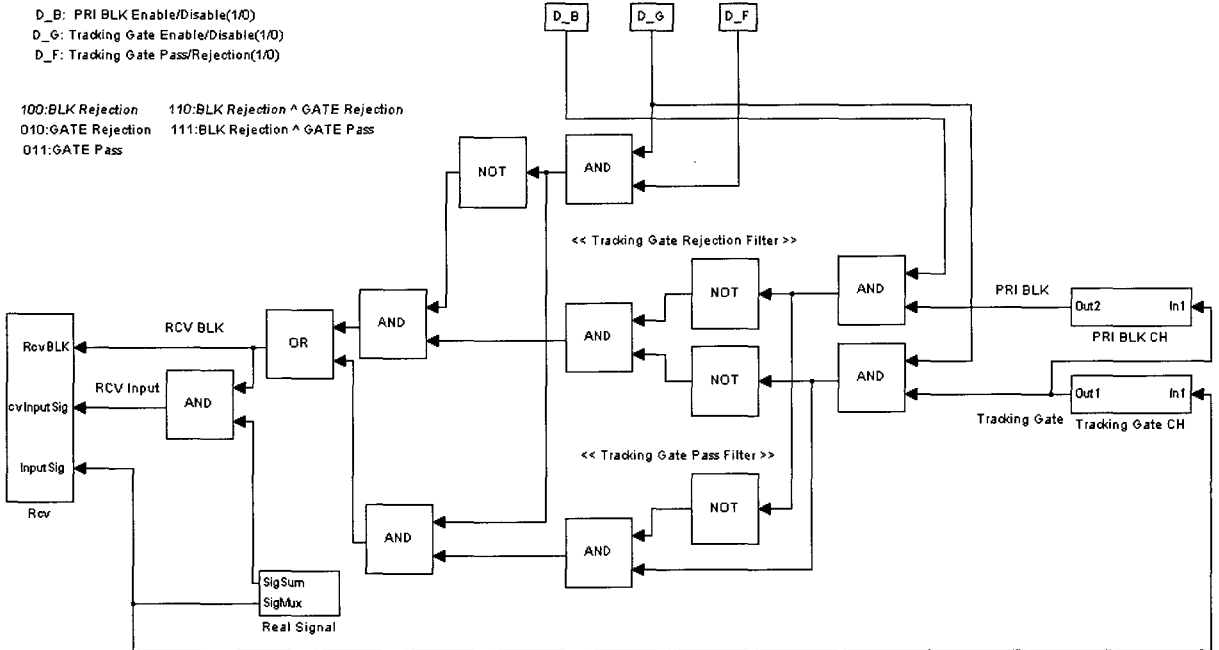 D_B: PRI BLK Enable/Disable(1/0)
D_G: Tracking Gate Enable/Disable(1/0)
D_F: Tracking Gate Pass/Rejection(1/0)
100:BLK Rejection 110:BLK Rejection ^ GATE Rejection
010:GATE Rejection 111:BLK Rejection ^ GATE Pass
011:GATE Pass
D_B D_G D_F
NOT AND
<< Tracking Gate Rejection Filter >>
NOT AND
PRI BLK
Out2 In1
PRI BLK CH
AND AND
RCV BLK
OR
RcvBLK
NOT AND
RCV Input
AND
cvInputSig
Out1 In1
Tracking Gate
Tracking Gate CH
<< Tracking Gate Pass Filter >>
InputSig
Rcv
NOT
AND AND
SigSum
SigMux
Real Signal